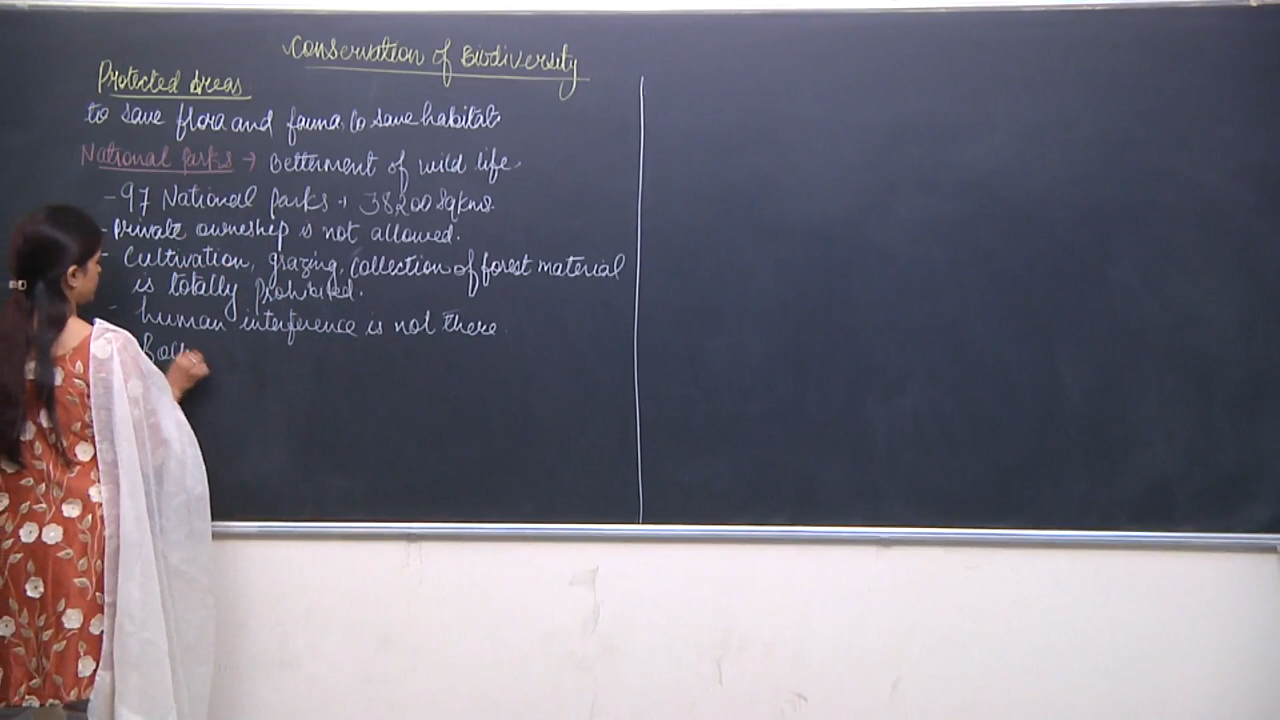 Conservation of Biodiversity
Protected Areas
to save flora and fauna, to save habitat.
National parks → Betterment of wild life.
- 97 National parks → 38200 sqkms.
- Private owneship is not allowed.
- Cultivation, grazing, collection of forest material
is totally prohibited.
- human interference is not there.